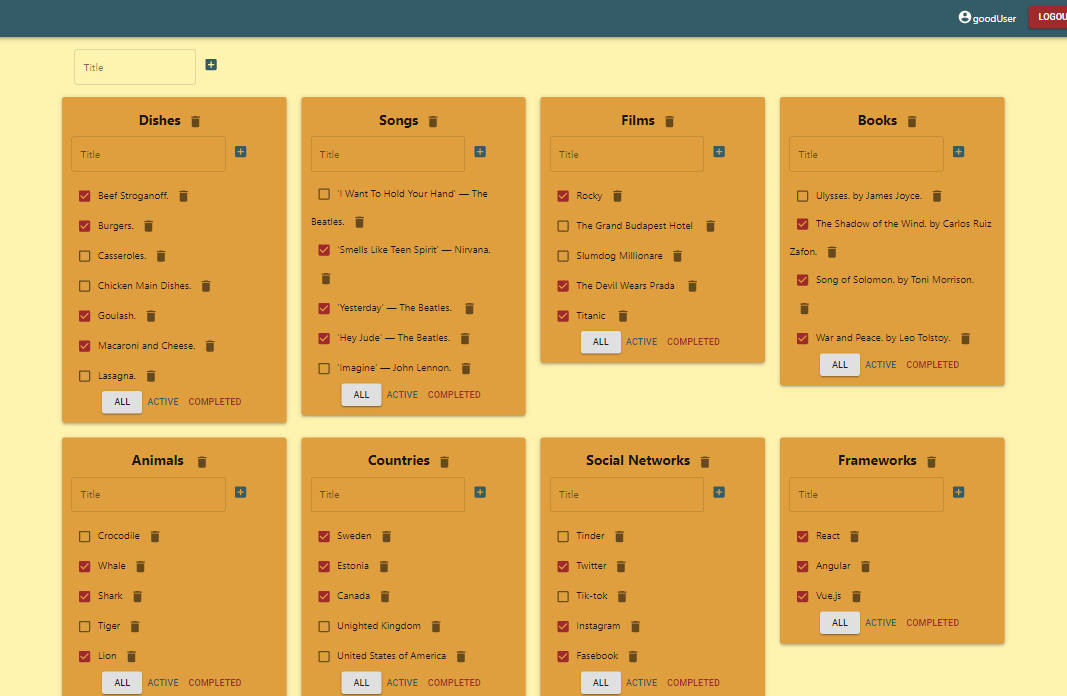 goodUser
LOGOU
Title
Dishes
Title
Beef Stroganoff.
Burgers.
Casseroles.
Chicken Main Dishes.
Goulash.
Macaroni and Cheese.
Lasagna.
ALL ACTIVE COMPLETED
Songs
Title
'I Want To Hold Your Hand' — The
Beatles.
'Smells Like Teen Spirit' — Nirvana.
'Yesterday' — The Beatles.
'Hey Jude' — The Beatles.
'Imagine' — John Lennon.
ALL ACTIVE COMPLETED
Films
Title
Rocky
The Grand Budapest Hotel
Slumdog Millionare
The Devil Wears Prada
Titanic
ALL ACTIVE COMPLETED
Books
Title
Ulysses. by James Joyce.
The Shadow of the Wind. by Carlos Ruiz
Zafon.
Song of Solomon. by Toni Morrison.
War and Peace. by Leo Tolstoy.
ALL ACTIVE COMPLETED
Animals
Title
Crocodile
Whale
Shark
Tiger
Lion
ALL ACTIVE COMPLETED
Countries
Title
Sweden
Estonia
Canada
Unighted Kingdom
United States of America
ALL ACTIVE COMPLETED
Social Networks
Title
Tinder
Twitter
Tik-tok
Instagram
Fasebook
ALL ACTIVE COMPLETED
Frameworks
Title
React
Angular
Vue.js
ALL ACTIVE COMPLETED